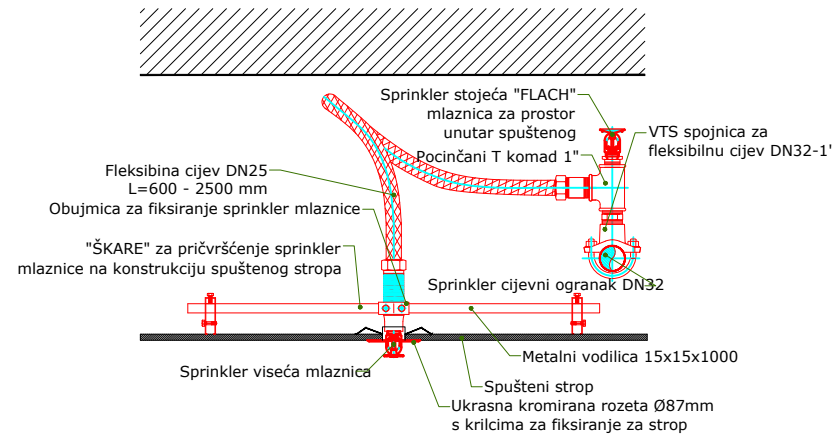 Sprinkler stojeća "FLACH"
mlaznica za prostor
unutar spuštenog
VTS spojnica za
fleksibilnu cijev DN32-1'
Pocinčani T komad 1"
Fleksibina cijev DN25
L=600 - 2500 mm
Obujmica za fiksiranje sprinkler mlaznice
"ŠKARE" za pričvršćenje sprinkler
mlaznice na konstrukciju spuštenog stropa
Sprinkler cijevni ogranak DN32
Metalni vodilica 15x15x1000
Sprinkler viseća mlaznica
Spušteni strop
Ukrasna kromirana rozeta Ø87mm
s krilcima za fiksiranje za strop